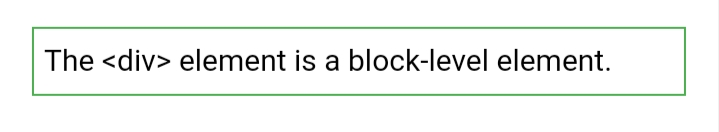 The <div> element is a block-level element.